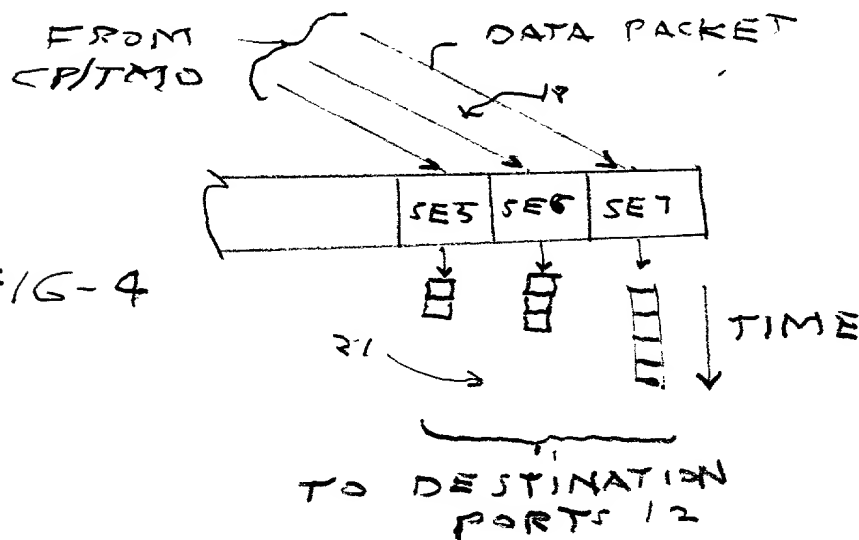 FROM
CP/TMO
DATA PACKET
18
SE5 SE6 SE7
FIG-4
TIME
21
TO DESTINATION
PORTS 12